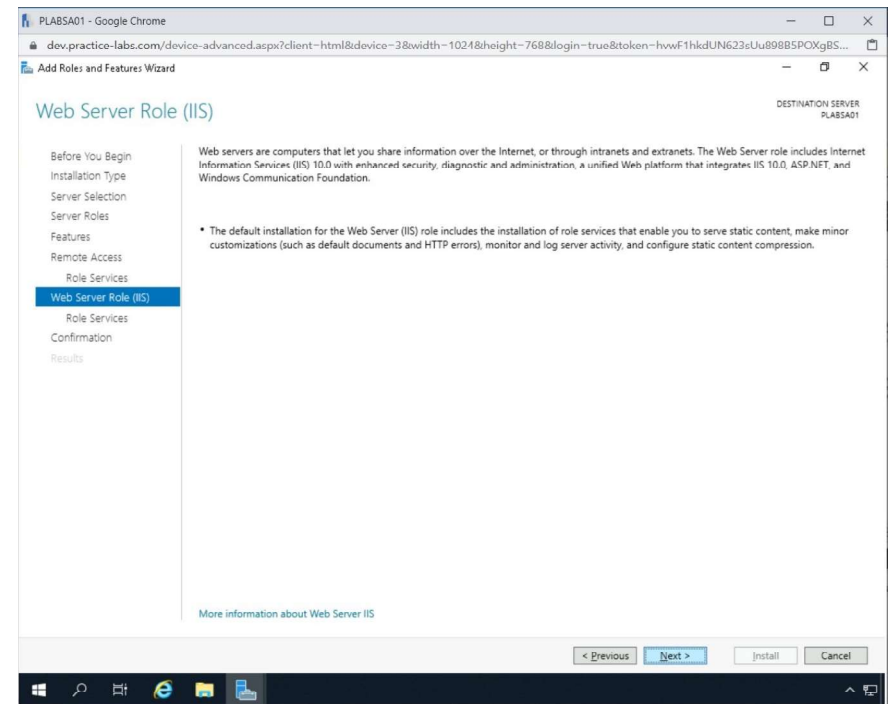 PLABSA01 - Google Chrome
dev.practice-labs.com/device-advanced.aspx?client=html&device=3&width=1024&height=768&login=true&token=hvwF1hkdUN623sUu898B5POXgBS...
Add Roles and Features Wizard
Web Server Role (IIS)
DESTINATION SERVER
PLABSA01
Before You Begin
Installation Type
Server Selection
Server Roles
Features
Remote Access
Role Services
Web Server Role (IIS)
Role Services
Confirmation
Results
Web servers are computers that let you share information over the Internet, or through intranets and extranets. The Web Server role includes Internet
Information Services (IIS) 10.0 with enhanced security, diagnostic and administration, a unified Web platform that integrates IIS 10.0, ASP.NET, and
Windows Communication Foundation.
• The default installation for the Web Server (IIS) role includes the installation of role services that enable you to serve static content, make minor
customizations (such as default documents and HTTP errors), monitor and log server activity, and configure static content compression.
More information about Web Server IIS
< Previous
Next >
Install
Cancel